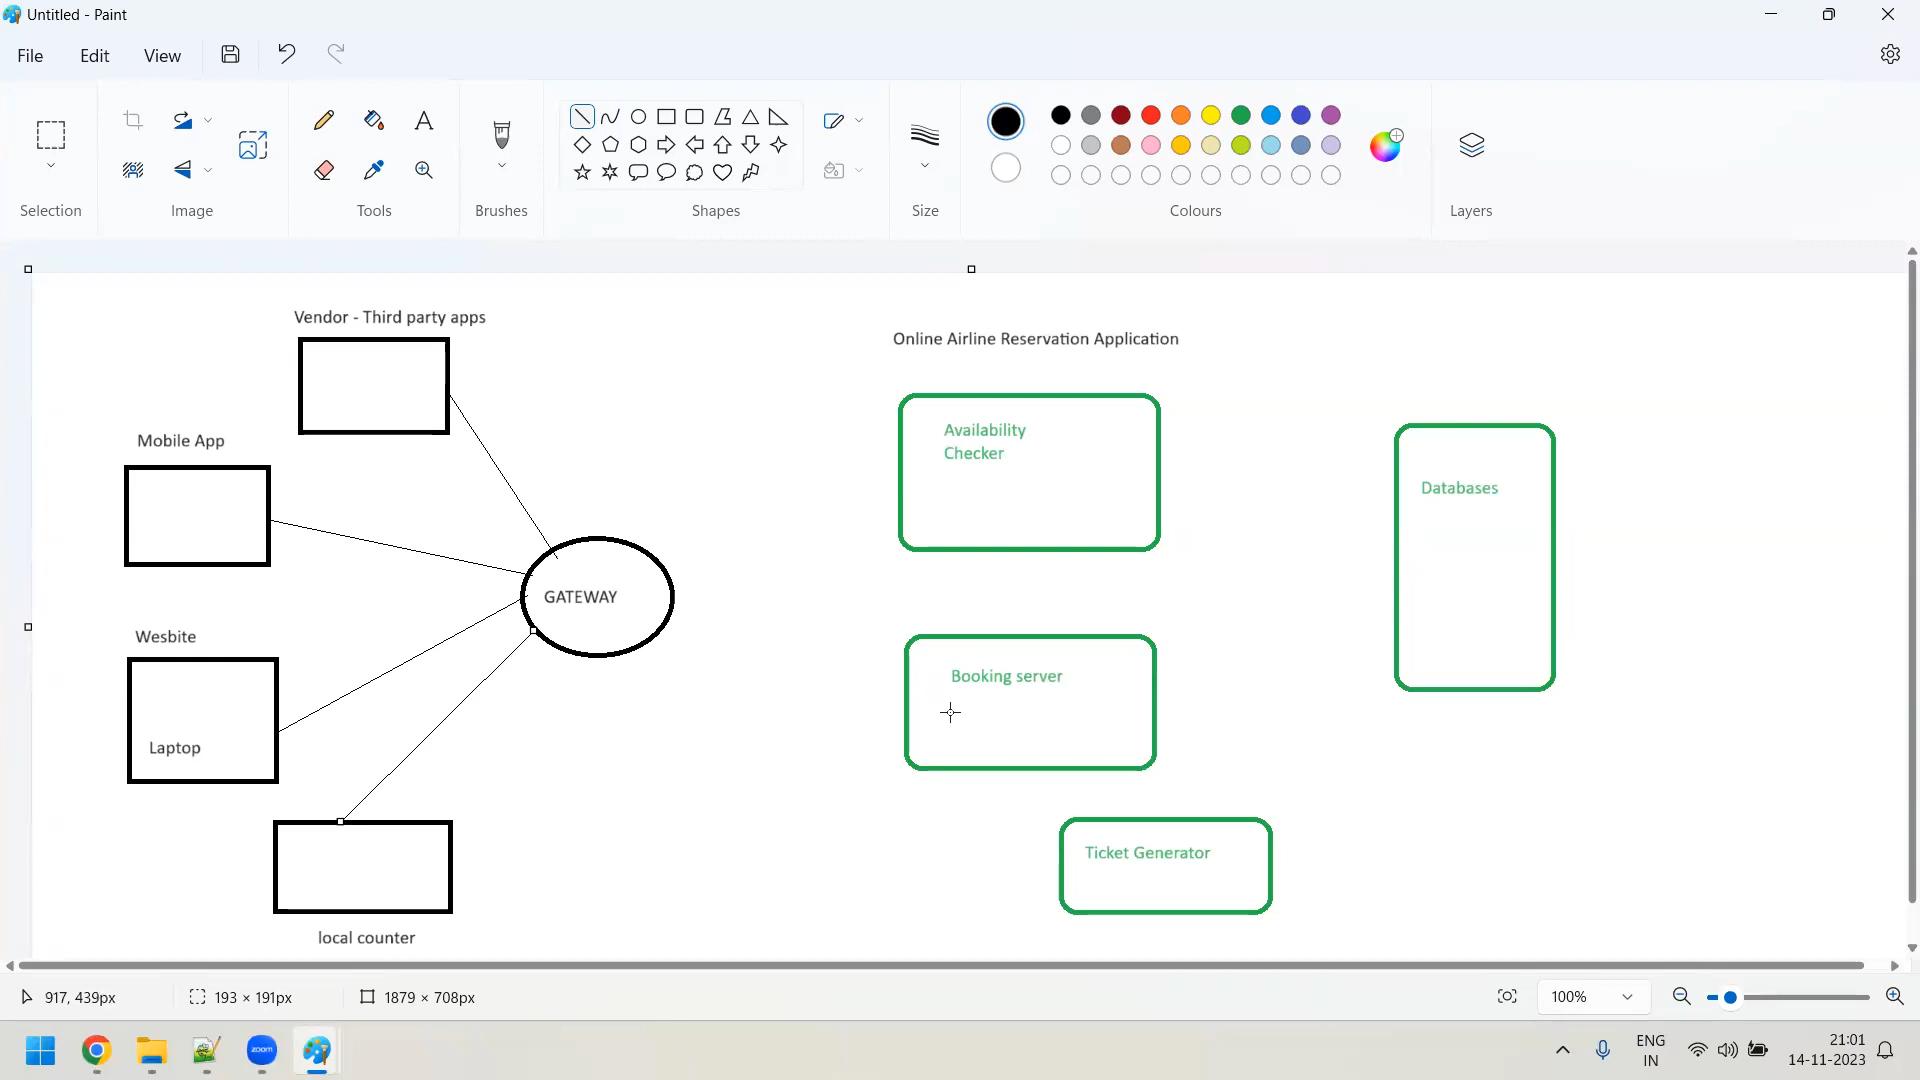 Untitled - Paint
File Edit View
Selection Image Tools Brushes Shapes Size Colours Layers
Vendor - Third party apps
Online Airline Reservation Application
Mobile App
Availability
Checker
Databases
GATEWAY
Wesbite
Booking server
Laptop
Ticket Generator
local counter
917, 439px 193 × 191px 1879 × 708px 100%
zoom
ENG
IN
21:01
14-11-2023